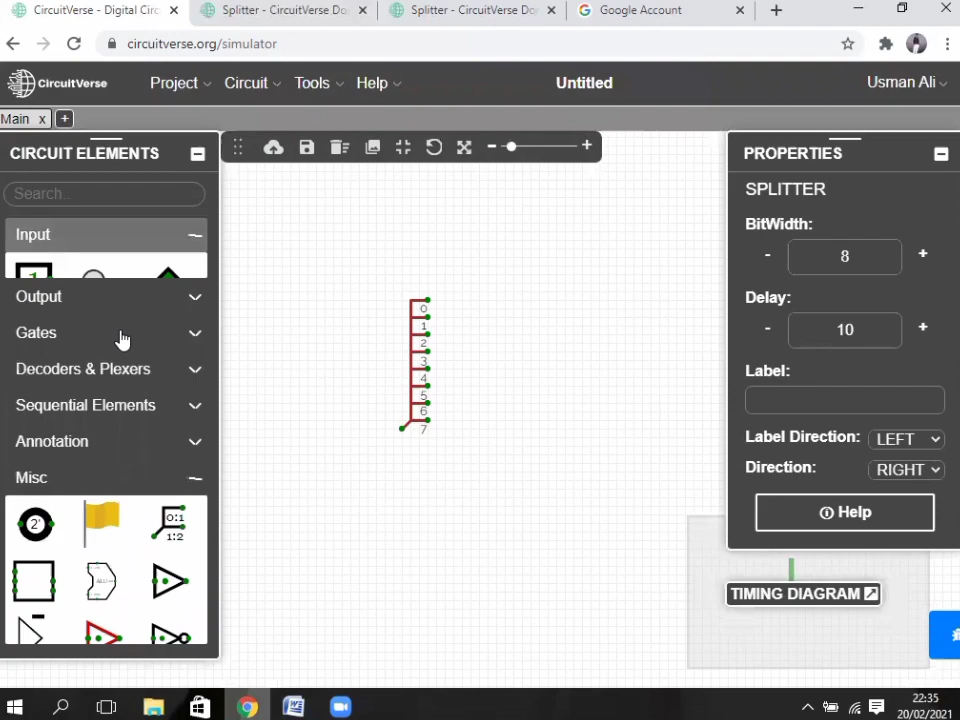 CircuitVerse - Digital Circ
Splitter - CircuitVerse Do
Splitter - CircuitVerse Do
Google Account
circuitverse.org/simulator
CircuitVerse
Project
Circuit
Tools
Help
Untitled
Usman Ali
Main x +
CIRCUIT ELEMENTS
Search..
Input
1
Output
Gates
Decoders & Plexers
Sequential Elements
Annotation
Misc
2'
0:1
1:2
0
1
2
3
4
5
6
7
PROPERTIES
SPLITTER
BitWidth:
- 8 +
Delay:
- 10 +
Label:
Label Direction: LEFT
Direction: RIGHT
Help
TIMING DIAGRAM
22:35
20/02/2021